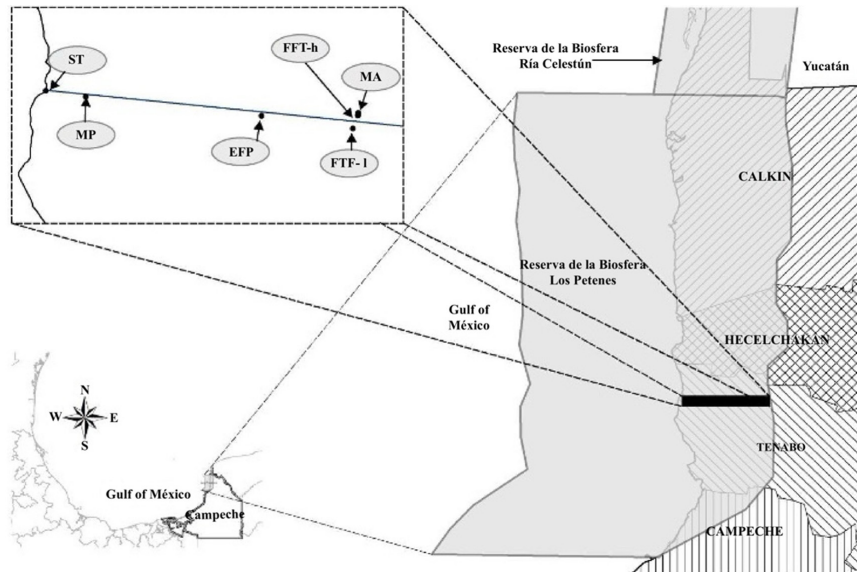 ST
FFT-h
MA
MP
EFP
FTF- l
Reserva de la Biosfera
Ría Celestún
Yucatán
CALKIN
Reserva de la Biosfera
Los Petenes
Gulf of
México
HECELCHAKÁN
N
W
E
S
TENABO
Gulf of México
Campeche
CAMPECHE